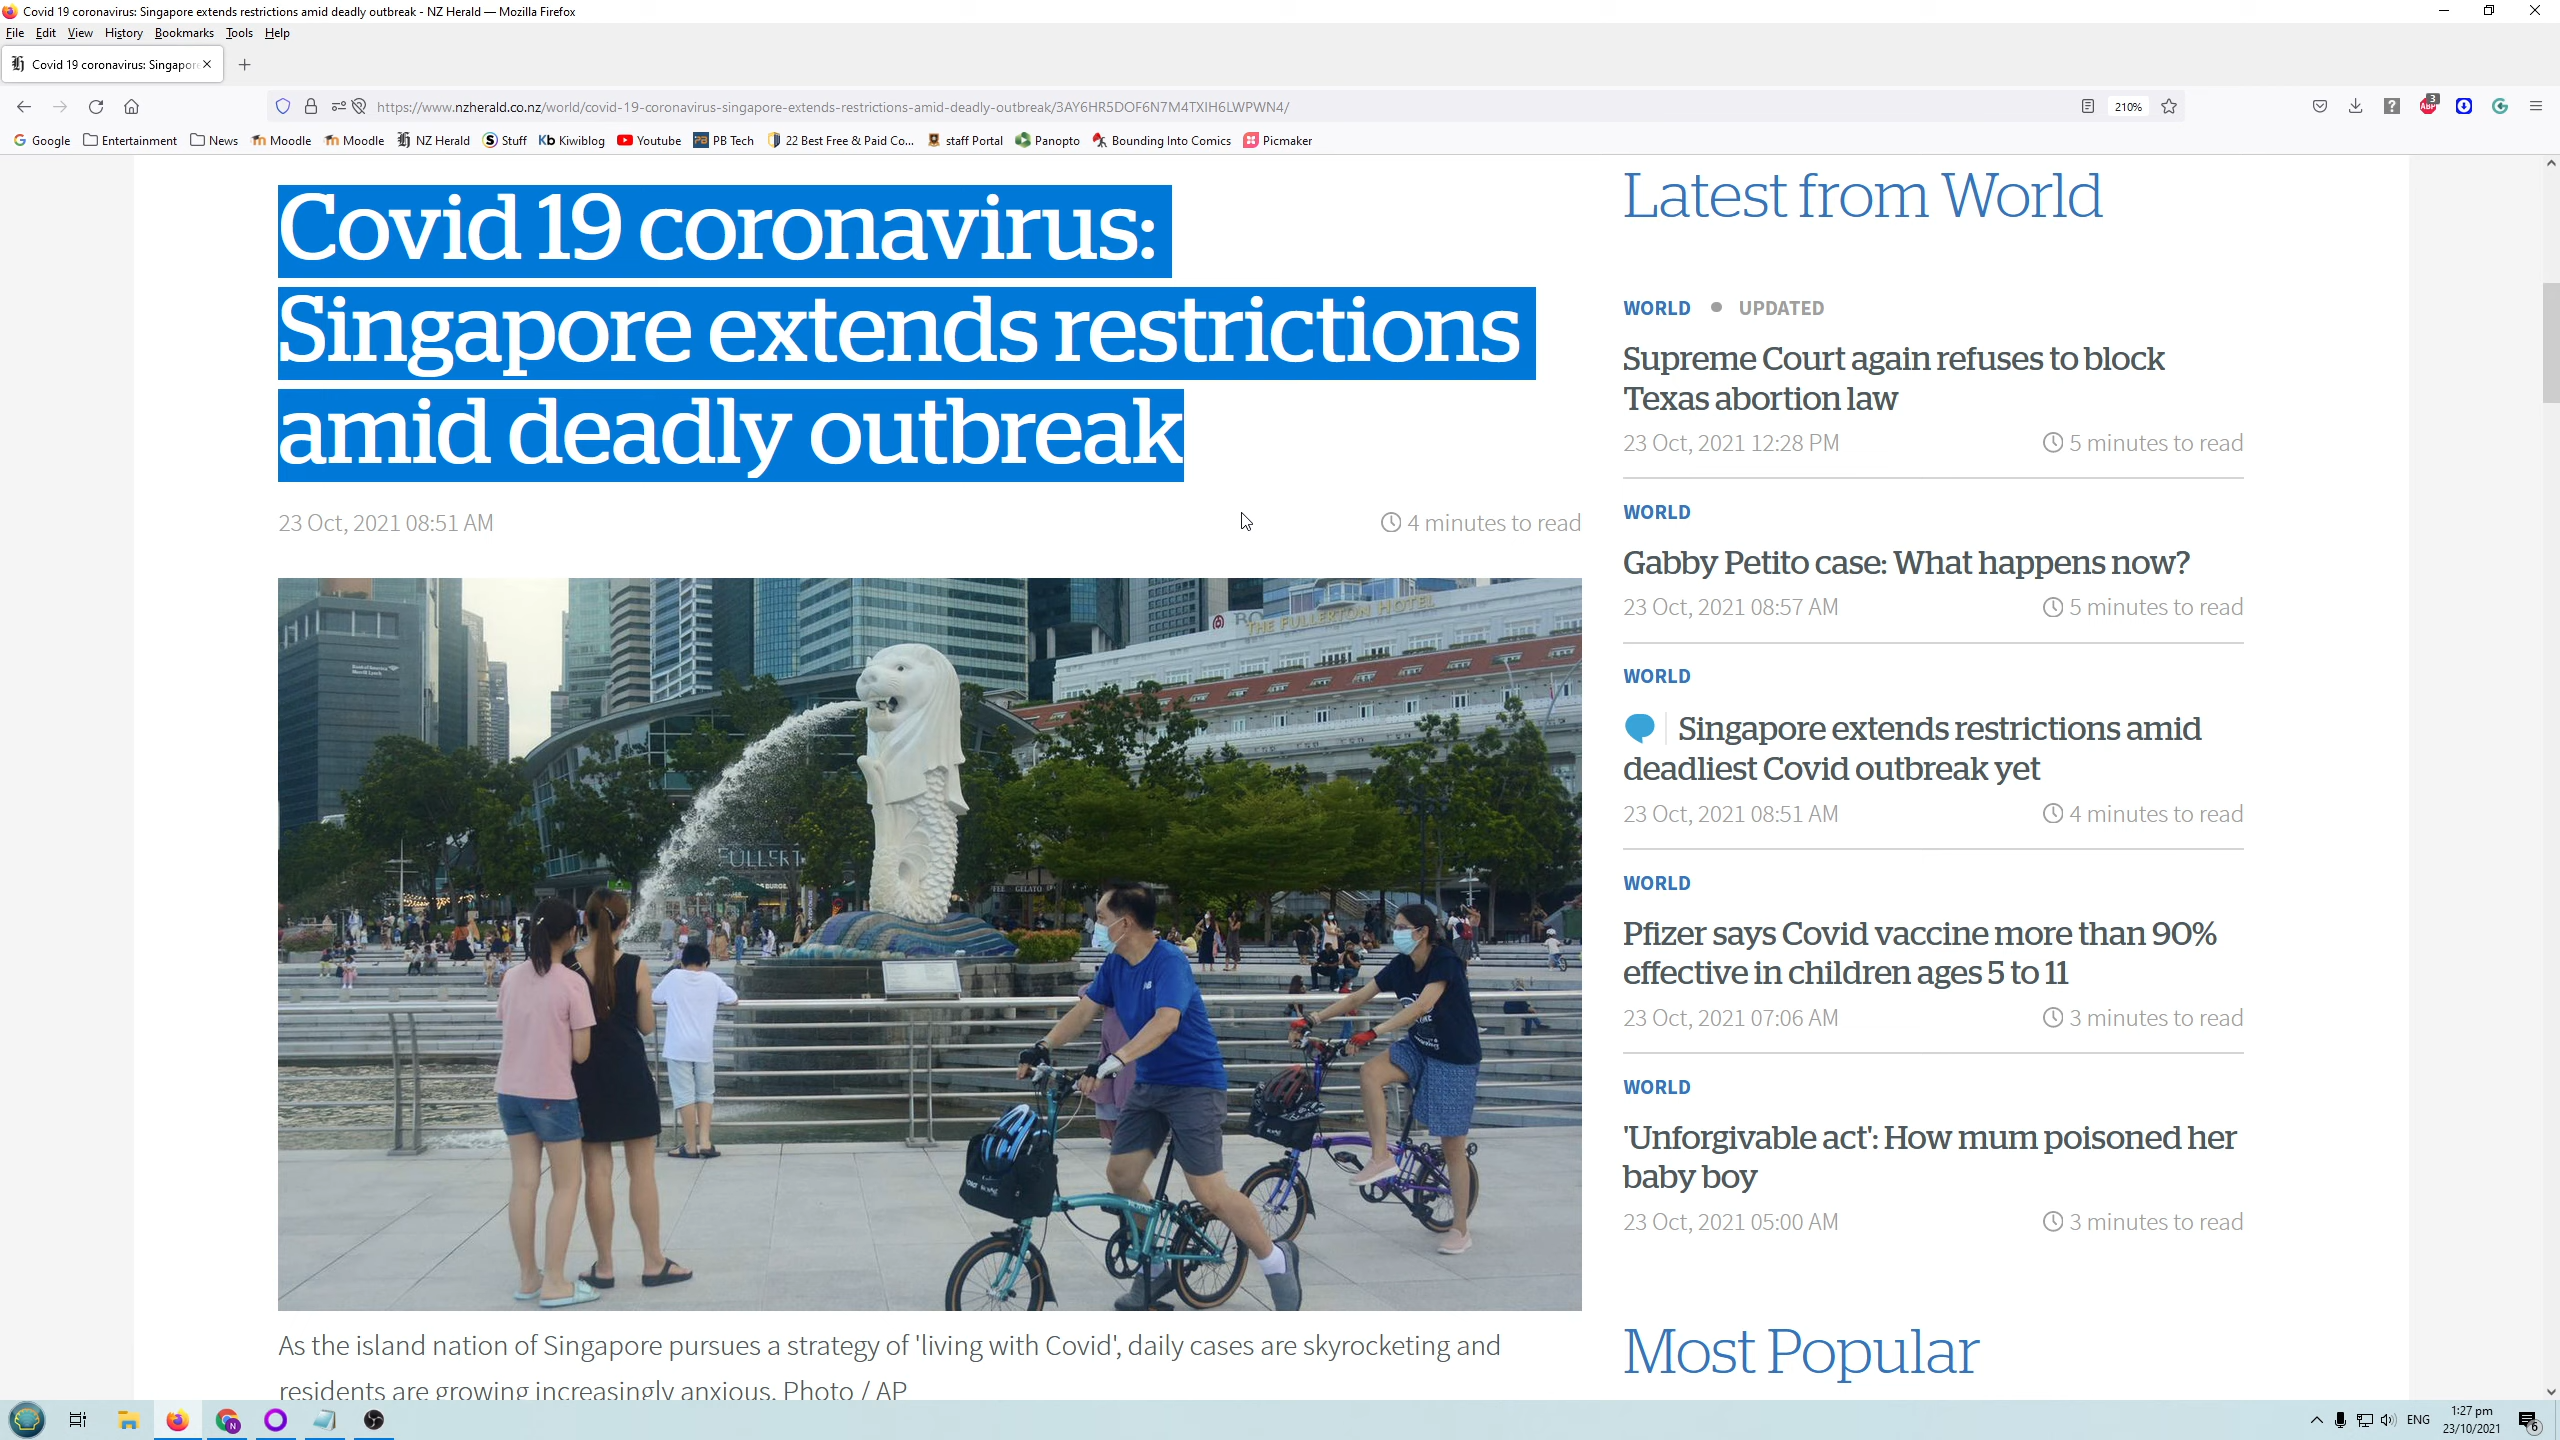 Covid 19 coronavirus: Singapore extends restrictions amid deadly outbreak - NZ Herald — Mozilla Firefox
File Edit View History Bookmarks Tools Help
Covid 19 coronavirus: Singapore
https://www.nzherald.co.nz/world/covid-19-coronavirus-singapore-extends-restrictions-amid-deadly-outbreak/3AY6HR5DOF6N7M4TXIH6LWPWN4/
210%
ABP
3
Google Entertainment News Moodle Moodle NZ Herald Stuff Kb Kiwiblog Youtube PB Tech 22 Best Free & Paid Co... staff Portal Panopto Bounding Into Comics Picmaker
Covid 19 coronavirus:
Singapore extends restrictions
amid deadly outbreak
23 Oct, 2021 08:51 AM
4 minutes to read
THE FULLERTON HOTEL
FULLERT
As the island nation of Singapore pursues a strategy of 'living with Covid', daily cases are skyrocketing and
residents are growing increasingly anxious. Photo / AP
Latest from World
WORLD UPDATED
Supreme Court again refuses to block
Texas abortion law
23 Oct, 2021 12:28 PM
5 minutes to read
WORLD
Gabby Petito case: What happens now?
23 Oct, 2021 08:57 AM
5 minutes to read
WORLD
Singapore extends restrictions amid
deadliest Covid outbreak yet
23 Oct, 2021 08:51 AM
4 minutes to read
WORLD
Pfizer says Covid vaccine more than 90%
effective in children ages 5 to 11
23 Oct, 2021 07:06 AM
3 minutes to read
WORLD
'Unforgivable act': How mum poisoned her
baby boy
23 Oct, 2021 05:00 AM
3 minutes to read
Most Popular
ENG
1:27 pm
23/10/2021
6